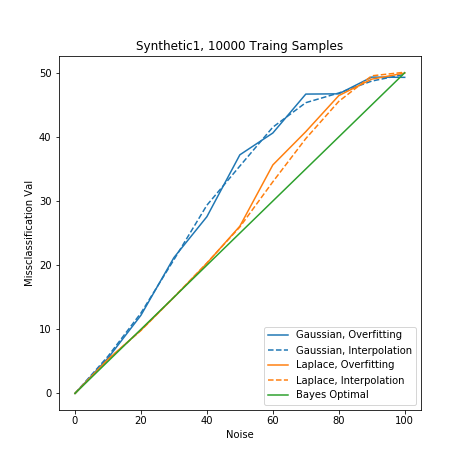 Synthetic1, 10000 Traing Samples
Missclassification Val
50
40
30
20
10
0
0 20 40 60 80 100
Noise
Gaussian, Overfitting
Gaussian, Interpolation
Laplace, Overfitting
Laplace, Interpolation
Bayes Optimal